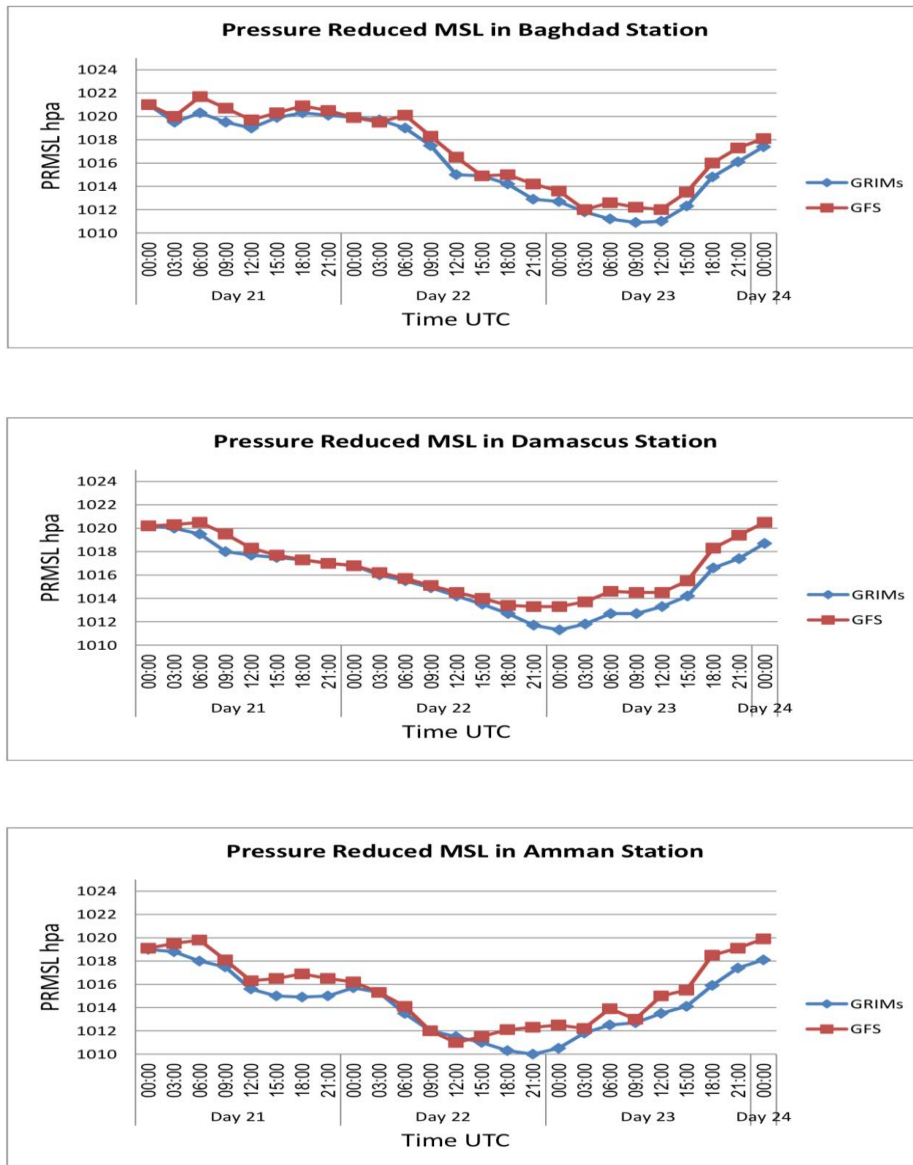 Pressure Reduced MSL in Baghdad Station
PRMSL hpa
1024
1022
1020
1018
1016
1014
1012
1010
00:00 03:00 06:00 09:00 12:00 15:00 18:00 21:00 00:00 03:00 06:00 09:00 12:00 15:00 18:00 21:00 00:00 03:00 06:00 09:00 12:00 15:00 18:00 21:00 00:00
Day 21 Day 22 Day 23 Day 24
Time UTC
GRIMs
GFS
Pressure Reduced MSL in Damascus Station
PRMSL hpa
1024
1022
1020
1018
1016
1014
1012
1010
00:00 03:00 06:00 09:00 12:00 15:00 18:00 21:00 00:00 03:00 06:00 09:00 12:00 15:00 18:00 21:00 00:00 03:00 06:00 09:00 12:00 15:00 18:00 21:00 00:00
Day 21 Day 22 Day 23 Day 24
Time UTC
GRIMs
GFS
Pressure Reduced MSL in Amman Station
PRMSL hpa
1024
1022
1020
1018
1016
1014
1012
1010
00:00 03:00 06:00 09:00 12:00 15:00 18:00 21:00 00:00 03:00 06:00 09:00 12:00 15:00 18:00 21:00 00:00 03:00 06:00 09:00 12:00 15:00 18:00 21:00 00:00
Day 21 Day 22 Day 23 Day 24
Time UTC
GRIMs
GFS